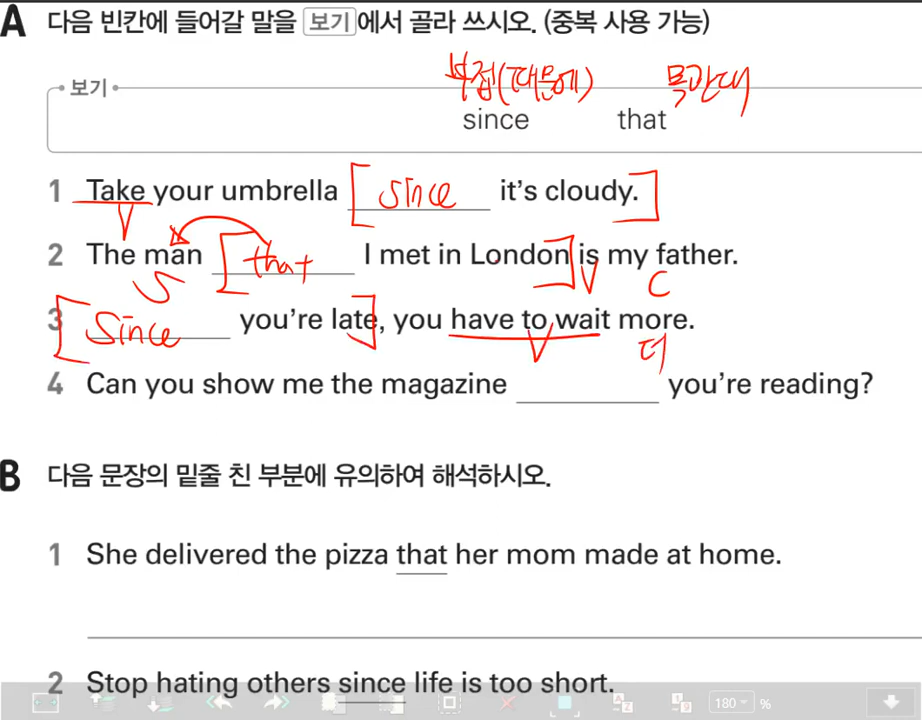 A 다음 빈칸에 들어갈 말을 보기 에서 골라 쓰시오. (중복 사용 가능)
보기
부접(때문에) 목관대
since that
1 Take your umbrella [ since it's cloudy. ]
V
2 The man [ that I met in London ] is my father.
S V C
3 [ Since you're late ], you have to wait more.
V 더
4 Can you show me the magazine ________ you're reading?
B 다음 문장의 밑줄 친 부분에 유의하여 해석하시오.
1 She delivered the pizza that her mom made at home.
2 Stop hating others since life is too short.
180 %